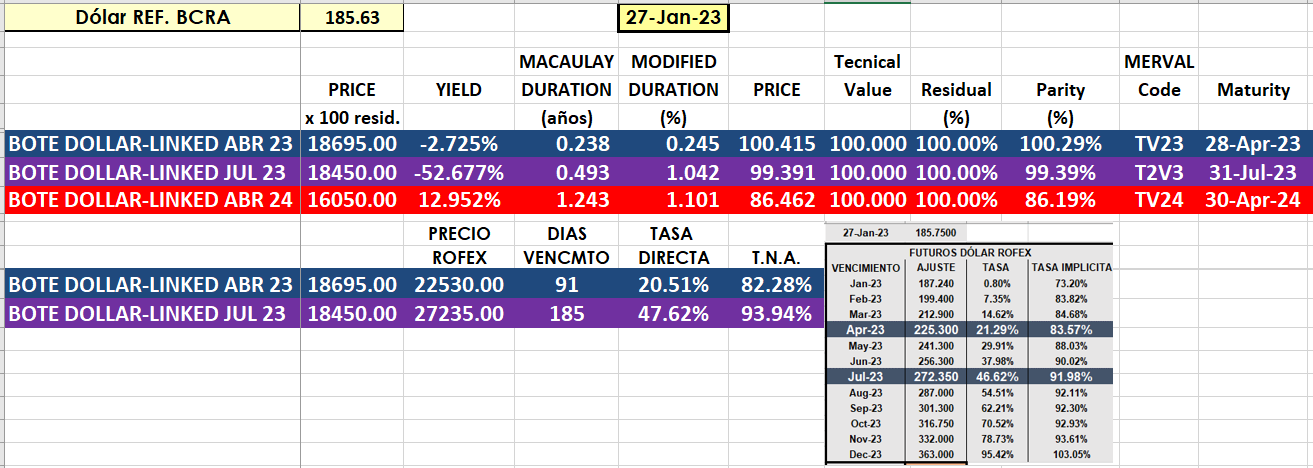 Dólar REF. BCRA 185.63 27-Jan-23
MACAULAY MODIFIED Tecnical MERVAL
PRICE YIELD DURATION DURATION PRICE Value Residual Parity Code Maturity
x 100 resid. (años) (%) (%) (%)
BOTE DOLLAR-LINKED ABR 23 18695.00 -2.725% 0.238 0.245 100.415 100.000 100.00% 100.29% TV23 28-Apr-23
BOTE DOLLAR-LINKED JUL 23 18450.00 -52.677% 0.493 1.042 99.391 100.000 100.00% 99.39% T2V3 31-Jul-23
BOTE DOLLAR-LINKED ABR 24 16050.00 12.952% 1.243 1.101 86.462 100.000 100.00% 86.19% TV24 30-Apr-24
PRECIO DIAS TASA
ROFEX VENCMTO DIRECTA T.N.A.
BOTE DOLLAR-LINKED ABR 23 18695.00 22530.00 91 20.51% 82.28%
BOTE DOLLAR-LINKED JUL 23 18450.00 27235.00 185 47.62% 93.94%
27-Jan-23 185.7500
FUTUROS DÓLAR ROFEX
VENCIMIENTO AJUSTE TASA TASA IMPLICITA
Jan-23 187.240 0.80% 73.20%
Feb-23 199.400 7.35% 83.82%
Mar-23 212.900 14.62% 84.68%
Apr-23 225.300 21.29% 83.57%
May-23 241.300 29.91% 88.03%
Jun-23 256.300 37.98% 90.02%
Jul-23 272.350 46.62% 91.98%
Aug-23 287.000 54.51% 92.11%
Sep-23 301.300 62.21% 92.30%
Oct-23 316.750 70.52% 92.93%
Nov-23 332.000 78.73% 93.61%
Dec-23 363.000 95.42% 103.05%